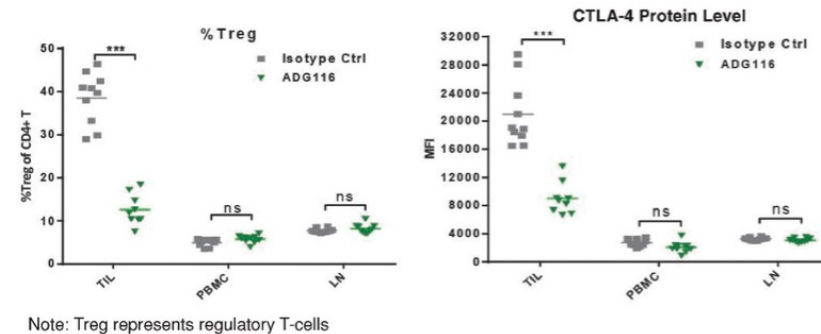 %Treg
***
Isotype Ctrl
ADG116
%Treg of CD4+ T
50
40
30
20
10
0
ns
ns
TIL
PBMC
LN
CTLA-4 Protein Level
***
Isotype Ctrl
ADG116
MFI
32000
28000
24000
20000
16000
12000
8000
4000
0
ns
ns
TIL
PBMC
LN
Note: Treg represents regulatory T-cells